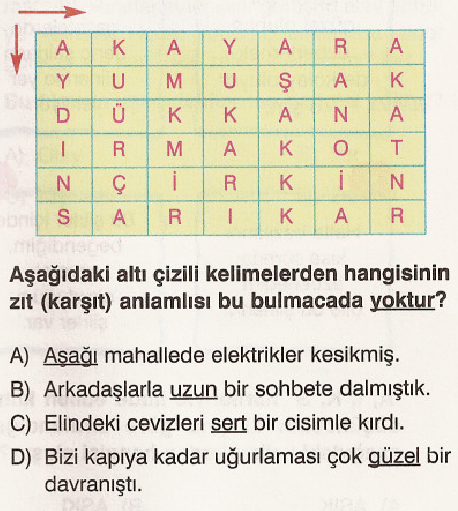 A K A Y A R A
Y U M U Ş A K
D Ü K K A N A
I R M A K O T
N Ç İ R K İ N
S A R I K A R
Aşağıdaki altı çizili kelimelerden hangisinin
zıt (karşıt) anlamlısı bu bulmacada yoktur?
A) Aşağı mahallede elektrikler kesikmiş.
B) Arkadaşlarla uzun bir sohbete dalmıştık.
C) Elindeki cevizleri sert bir cisimle kırdı.
D) Bizi kapıya kadar uğurlaması çok güzel bir
davranıştı.